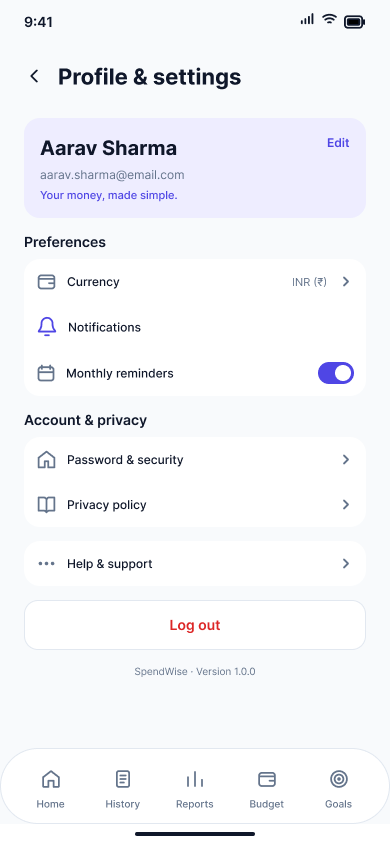 9:41
Profile & settings
Aarav Sharma
Edit
aarav.sharma@email.com
Your money, made simple.
Preferences
Currency INR (₹)
Notifications
Monthly reminders
Account & privacy
Password & security
Privacy policy
Help & support
Log out
SpendWise · Version 1.0.0
Home History Reports Budget Goals